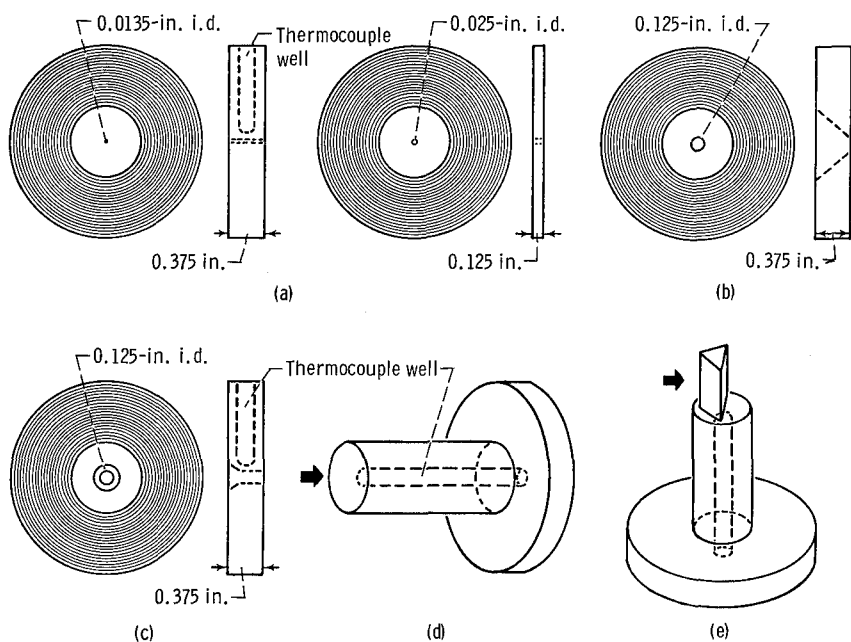 0.0135-in. i.d.
Thermocouple
well
0.025-in. i.d.
0.125-in. i.d.
0.375 in.
0.125 in.
0.375 in.
(a)
(b)
0.125-in. i.d.
Thermocouple well
0.375 in.
(c)
(d)
(e)